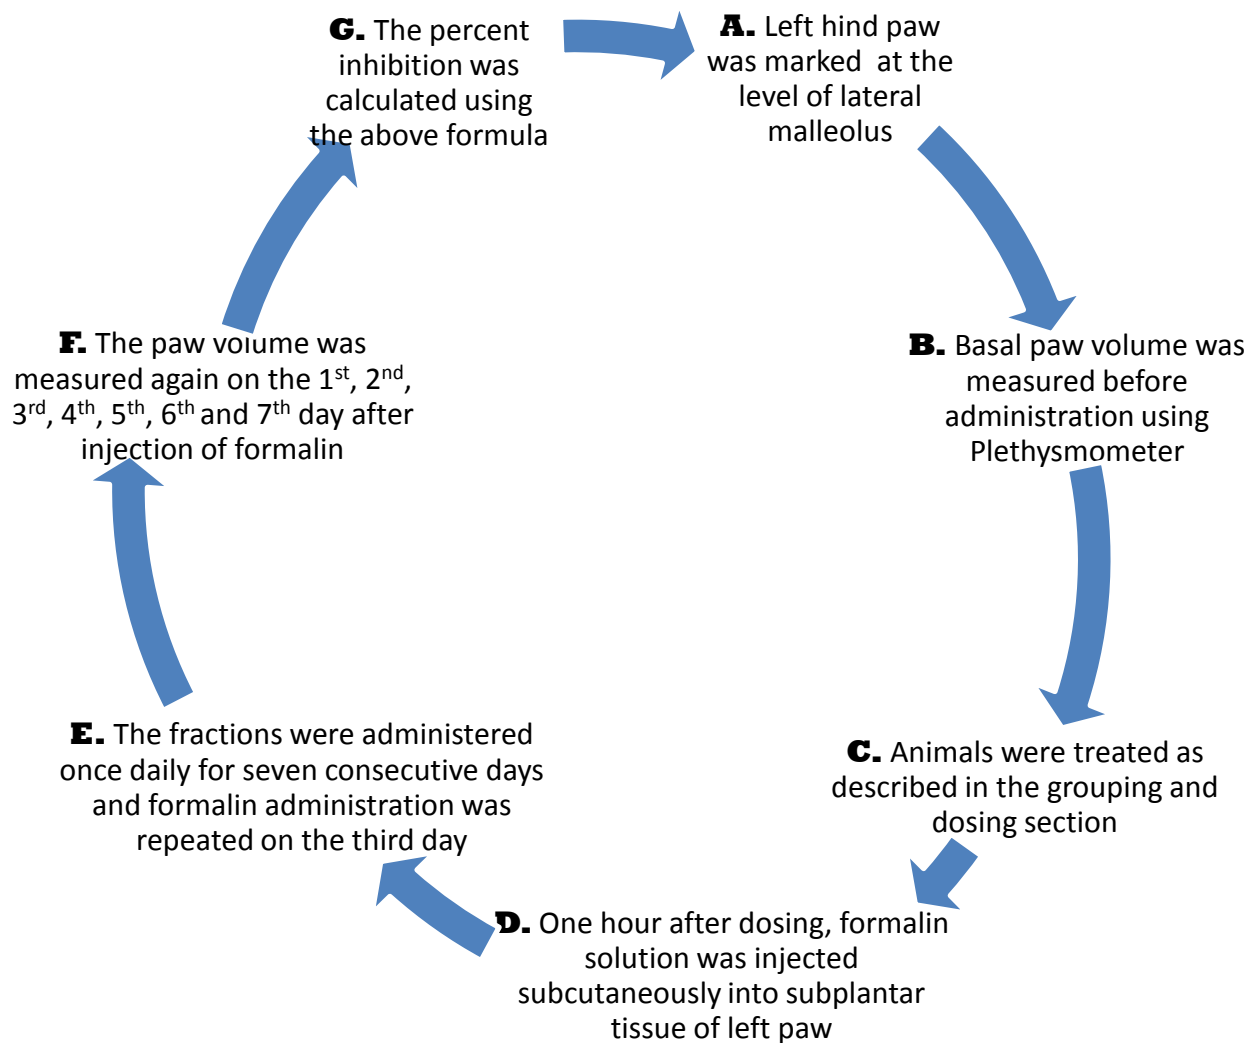 A. Left hind paw
was marked at the
level of lateral
malleolus
B. Basal paw volume was
measured before
administration using
Plethysmometer
C. Animals were treated as
described in the grouping and
dosing section
D. One hour after dosing, formalin
solution was injected
subcutaneously into subplantar
tissue of left paw
E. The fractions were administered
once daily for seven consecutive days
and formalin administration was
repeated on the third day
F. The paw volume was
measured again on the 1st, 2nd,
3rd, 4th, 5th, 6th and 7th day after
injection of formalin
G. The percent
inhibition was
calculated using
the above formula